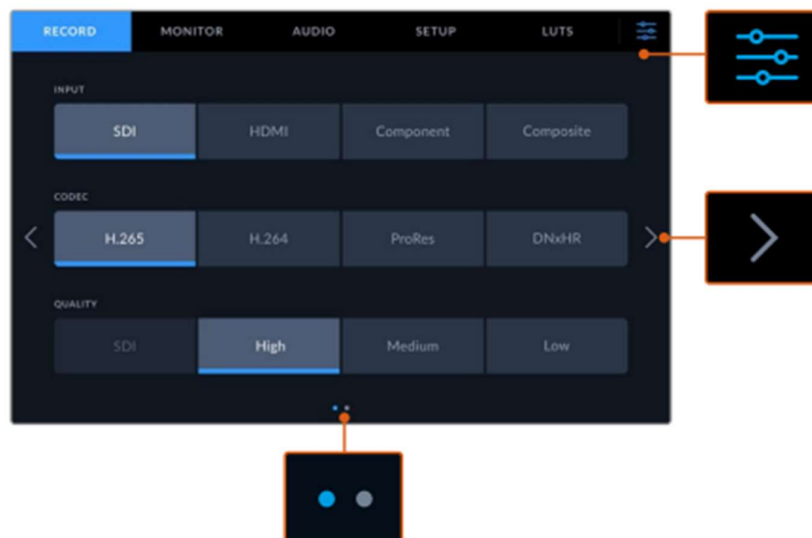 RECORD MONITOR AUDIO SETUP LUTS
INPUT
SDI HDMI Component Composite
CODEC
H.265 H.264 ProRes DNxHR
QUALITY
SDI High Medium Low